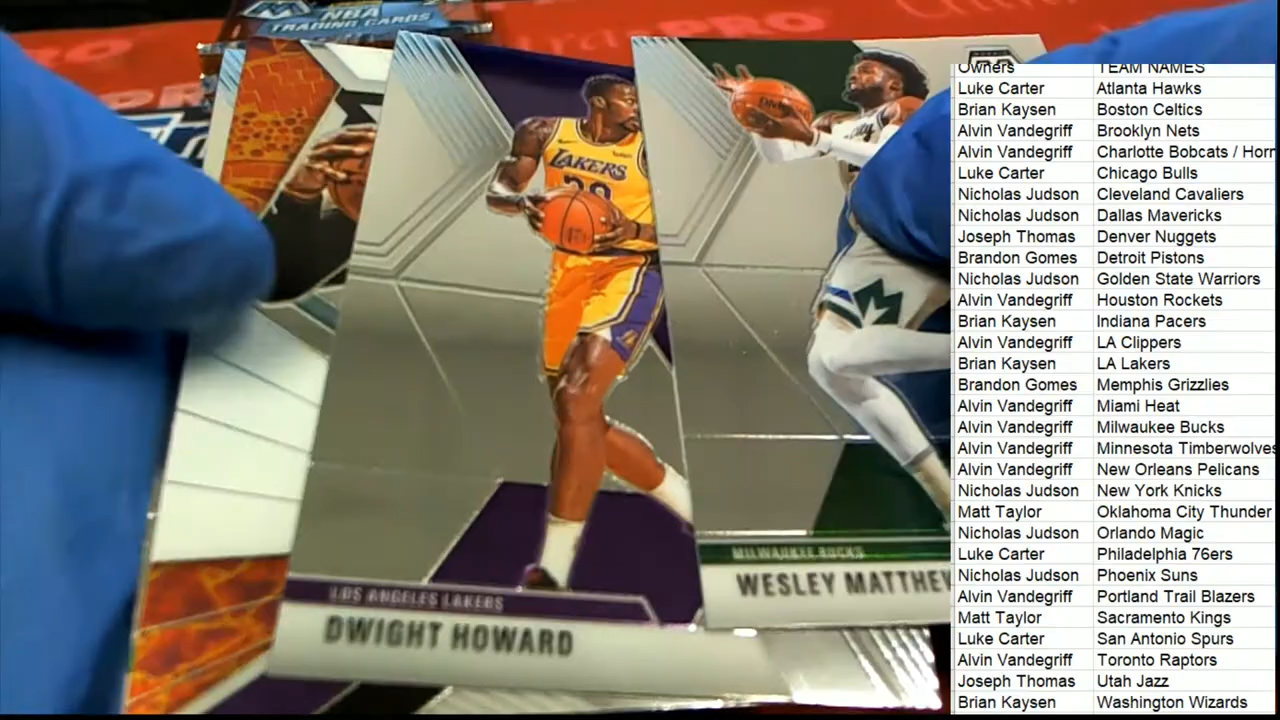 NBA
TRADING CARDS
PRO
PRO
LAKERS
LOS ANGELES LAKERS
DWIGHT HOWARD
MILWAUKEE BUCKS
WESLEY MATTHEW
Owners TEAM NAMES
Luke Carter Atlanta Hawks
Brian Kaysen Boston Celtics
Alvin Vandegriff Brooklyn Nets
Alvin Vandegriff Charlotte Bobcats / Horn
Luke Carter Chicago Bulls
Nicholas Judson Cleveland Cavaliers
Nicholas Judson Dallas Mavericks
Joseph Thomas Denver Nuggets
Brandon Gomes Detroit Pistons
Nicholas Judson Golden State Warriors
Alvin Vandegriff Houston Rockets
Brian Kaysen Indiana Pacers
Alvin Vandegriff LA Clippers
Brian Kaysen LA Lakers
Brandon Gomes Memphis Grizzlies
Alvin Vandegriff Miami Heat
Alvin Vandegriff Milwaukee Bucks
Alvin Vandegriff Minnesota Timberwolves
Alvin Vandegriff New Orleans Pelicans
Nicholas Judson New York Knicks
Matt Taylor Oklahoma City Thunder
Nicholas Judson Orlando Magic
Luke Carter Philadelphia 76ers
Nicholas Judson Phoenix Suns
Alvin Vandegriff Portland Trail Blazers
Matt Taylor Sacramento Kings
Luke Carter San Antonio Spurs
Alvin Vandegriff Toronto Raptors
Joseph Thomas Utah Jazz
Brian Kaysen Washington Wizards